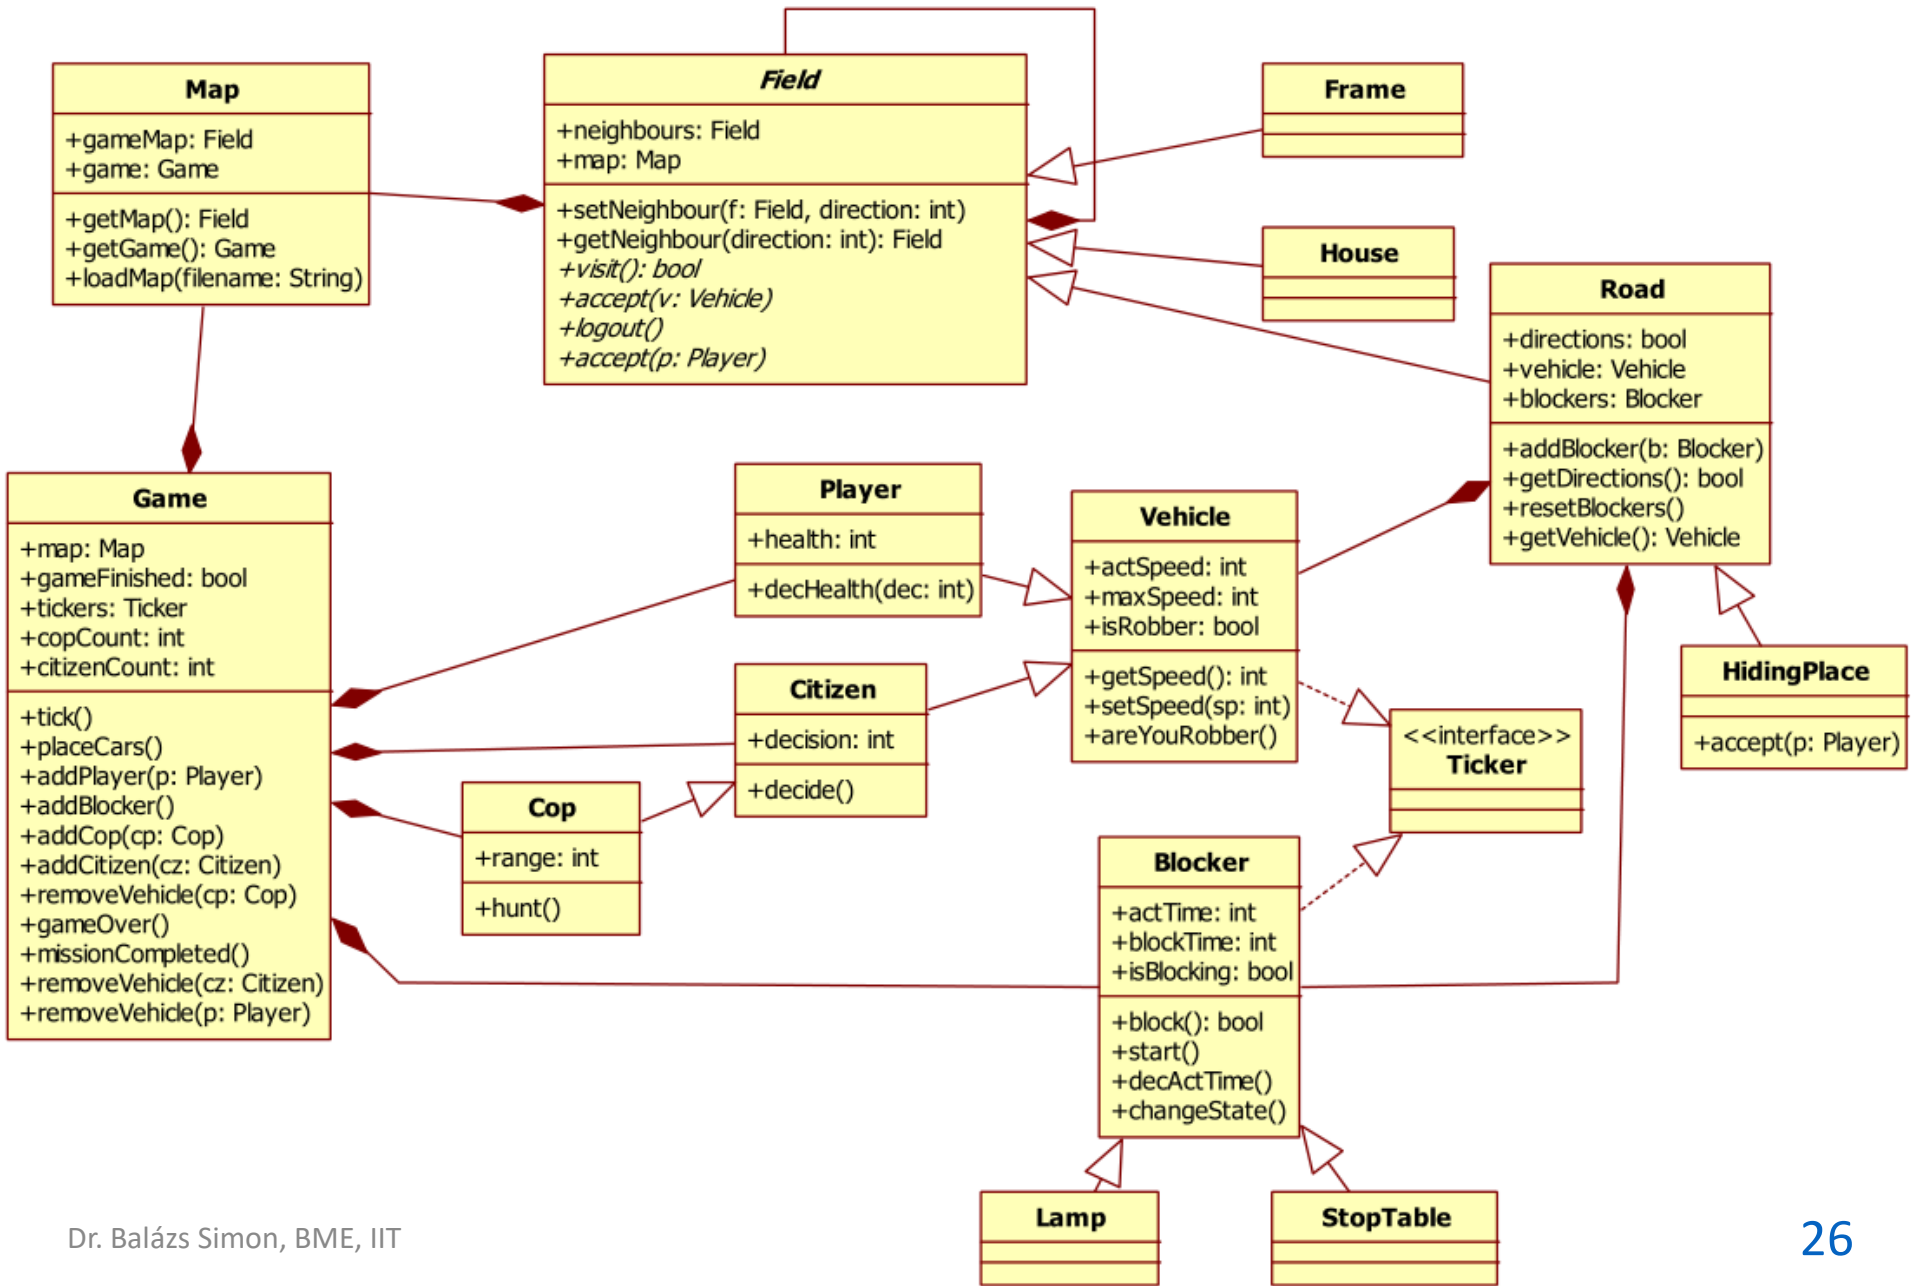 Map
+gameMap: Field
+game: Game
+getMap(): Field
+getGame(): Game
+loadMap(filename: String)
Field
+neighbours: Field
+map: Map
+setNeighbour(f: Field, direction: int)
+getNeighbour(direction: int): Field
+visit(): bool
+accept(v: Vehicle)
+logout()
+accept(p: Player)
Frame
House
Road
+directions: bool
+vehicle: Vehicle
+blockers: Blocker
+addBlocker(b: Blocker)
+getDirections(): bool
+resetBlockers()
+getVehicle(): Vehicle
Game
+map: Map
+gameFinished: bool
+tickers: Ticker
+copCount: int
+citizenCount: int
+tick()
+placeCars()
+addPlayer(p: Player)
+addBlocker()
+addCop(cp: Cop)
+addCitizen(cz: Citizen)
+removeVehicle(cp: Cop)
+gameOver()
+missionCompleted()
+removeVehicle(cz: Citizen)
+removeVehicle(p: Player)
Player
+health: int
+decHealth(dec: int)
Vehicle
+actSpeed: int
+maxSpeed: int
+isRobber: bool
+getSpeed(): int
+setSpeed(sp: int)
+areYouRobber()
Citizen
+decision: int
+decide()
Cop
+range: int
+hunt()
HidingPlace
+accept(p: Player)
<<interface>>
Ticker
Blocker
+actTime: int
+blockTime: int
+isBlocking: bool
+block(): bool
+start()
+decActTime()
+changeState()
Lamp
StopTable
Dr. Balázs Simon, BME, IIT
26